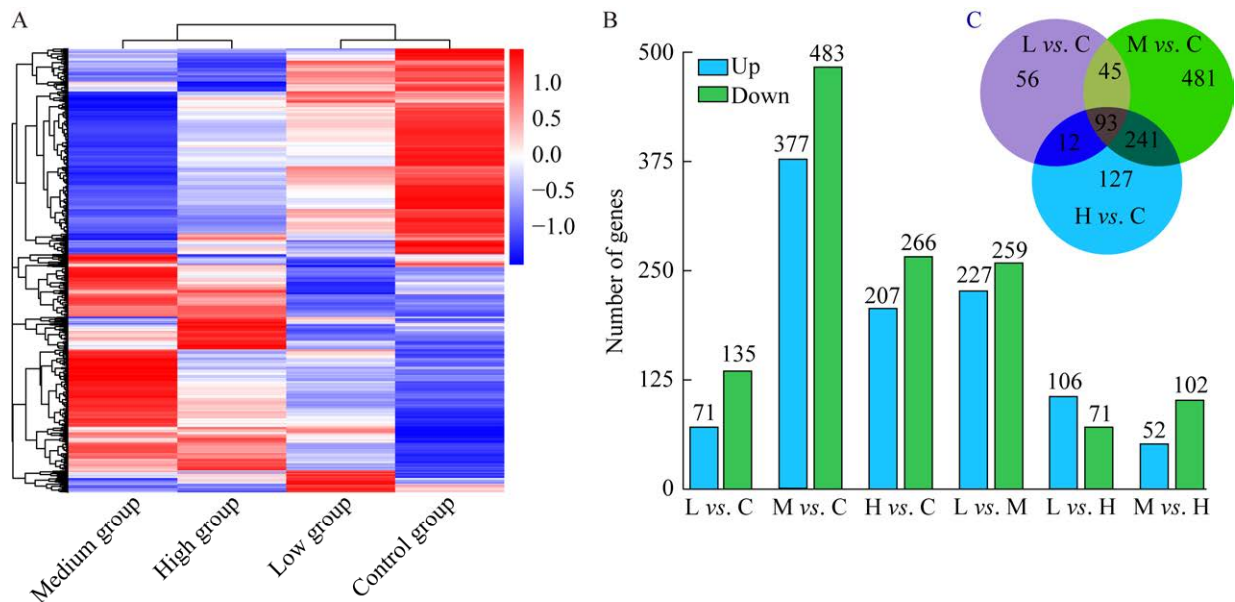 A
1.0
0.5
0.0
−0.5
−1.0
Medium group
High group
Low group
Control group
B
Number of genes
500
375
250
125
0
Up
Down
71
135
377
483
207
266
227
259
106
71
52
102
L vs. C
M vs. C
H vs. C
L vs. M
L vs. H
M vs. H
C
L vs. C
M vs. C
56
45
481
93
12
241
127
H vs. C